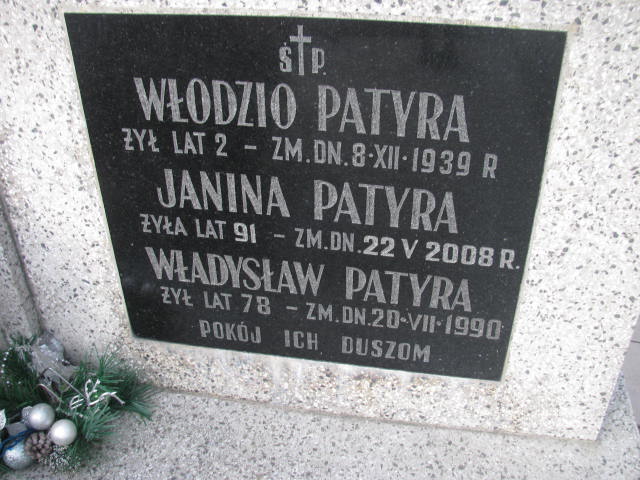 Ś†P.
WŁODZIO PATYRA
ŻYŁ LAT 2 – ZM. DN. 8·XII·1939 R
JANINA PATYRA
ŻYŁA LAT 91 – ZM. DN. 22 V 2008 R.
WŁADYSŁAW PATYRA
ŻYŁ LAT 78 – ZM. DN. 20·VII·1990
POKÓJ ICH DUSZOM